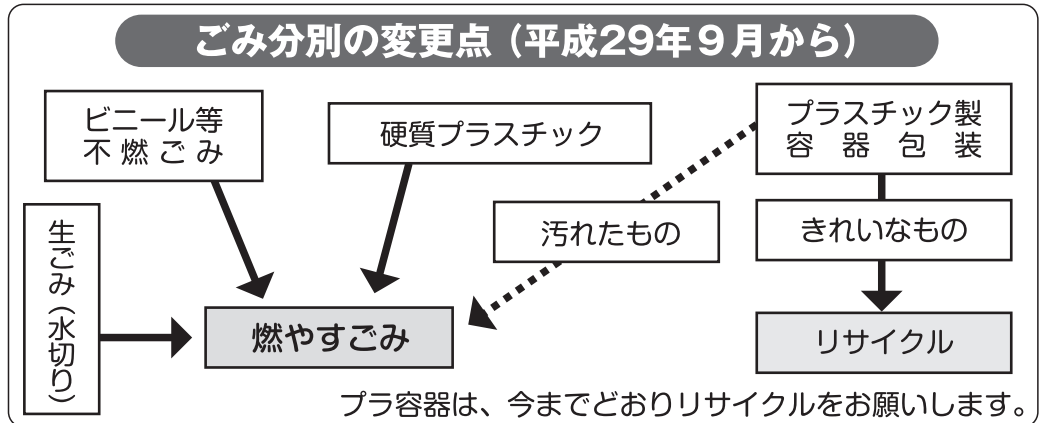 ごみ分別の変更点（平成29年９月から）
ビニール等
不燃ごみ
硬質プラスチック
プラスチック製
容器包装
生ごみ（水切り）
汚れたもの
きれいなもの
燃やすごみ
リサイクル
プラ容器は、今までどおりリサイクルをお願いします。